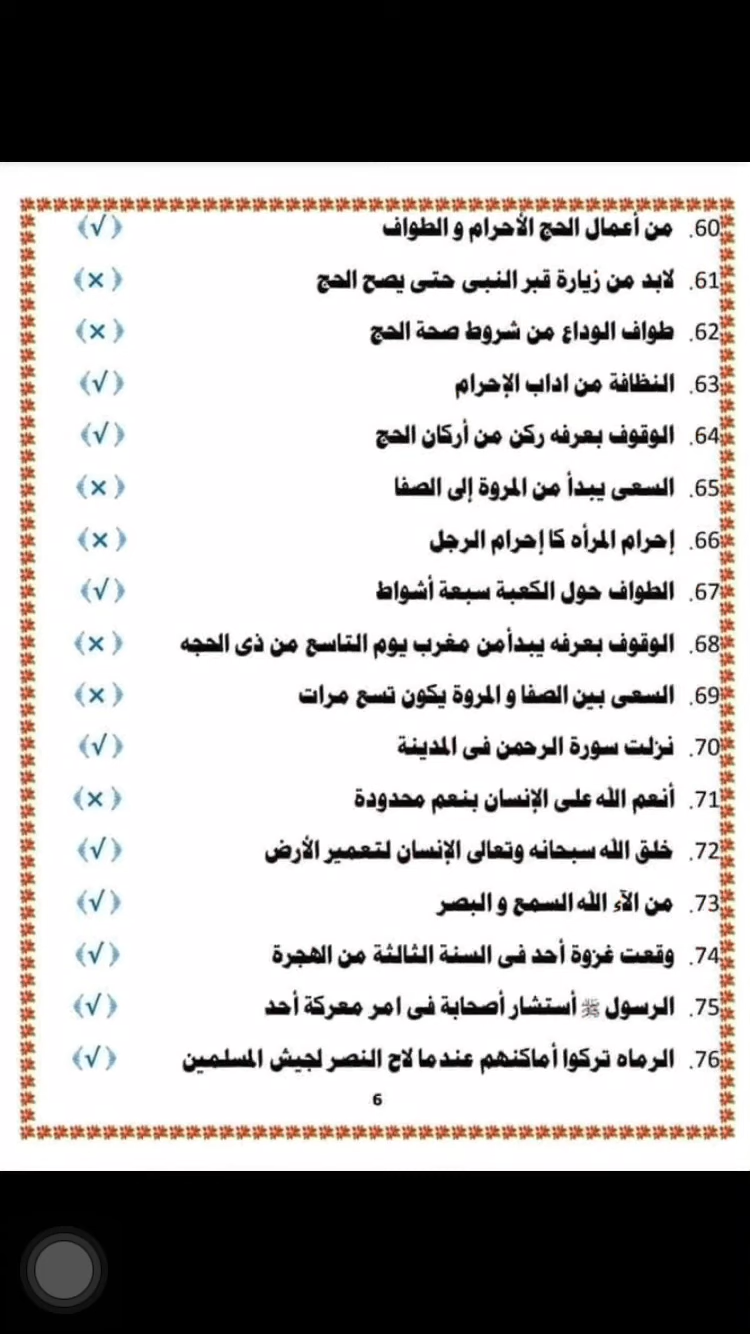 60. من أعمال الحج الأحرام و الطواف (√)
61. لابد من زيارة قبر النبى حتى يصح الحج (×)
62. طواف الوداع من شروط صحة الحج (×)
63. النظافة من اداب الإحرام (√)
64. الوقوف بعرفه ركن من أركان الحج (√)
65. السعى يبدأ من المروة إلى الصفا (×)
66. إحرام المرأه كا إحرام الرجل (×)
67. الطواف حول الكعبة سبعة أشواط (√)
68. الوقوف بعرفه يبدأمن مغرب يوم التاسع من ذى الحجه (×)
69. السعى بين الصفا و المروة يكون تسع مرات (×)
70. نزلت سورة الرحمن فى المدينة (√)
71. أنعم الله على الإنسان بنعم محدودة (×)
72. خلق الله سبحانه وتعالى الإنسان لتعمير الأرض (√)
73. من الآء الله السمع و البصر (√)
74. وقعت غزوة أحد فى السنة الثالثة من الهجرة (√)
75. الرسول ﷺ أستشار أصحابة فى امر معركة أحد (√)
76. الرماه تركوا أماكنهم عندما لاح النصر لجيش المسلمين (√)
6